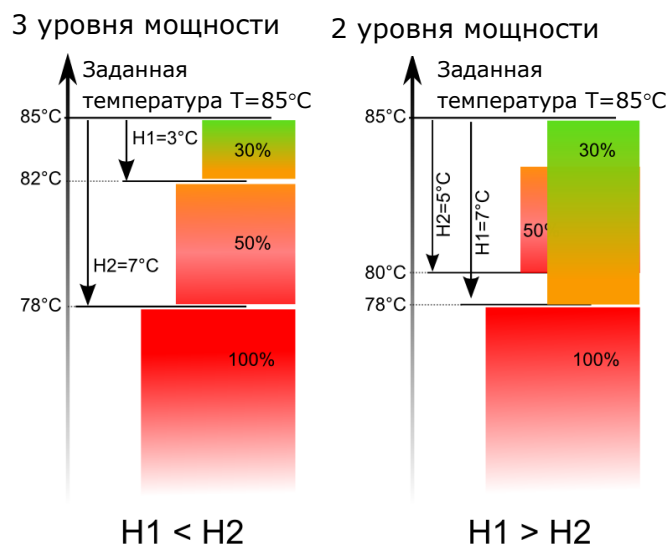 3 уровня мощности
Заданная
температура T=85°C
85°C
H1=3°C
30%
82°C
50%
H2=7°C
78°C
100%
H1 < H2
2 уровня мощности
Заданная
температура T=85°C
85°C
30%
H2=5°C
H1=7°C
50%
80°C
78°C
100%
H1 > H2